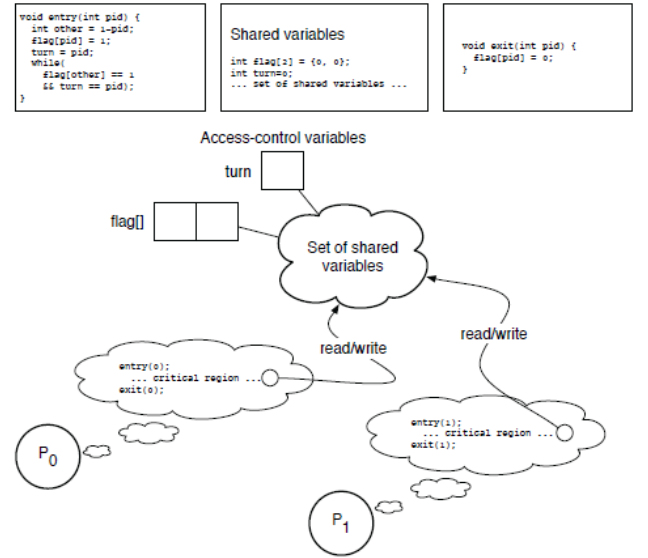 void entry(int pid) {
int other = 1-pid;
flag[pid] = 1;
turn = pid;
while(
flag[other] == 1
&& turn == pid);
}
Shared variables
int flag[2] = {0, 0};
int turn=0;
... set of shared variables ...
void exit(int pid) {
flag[pid] = 0;
}
Access-control variables
turn
flag[]
Set of shared
variables
read/write
read/write
entry(0);
... critical region ...
exit(0);
entry(1);
... critical region ...
exit(1);
P0
P1